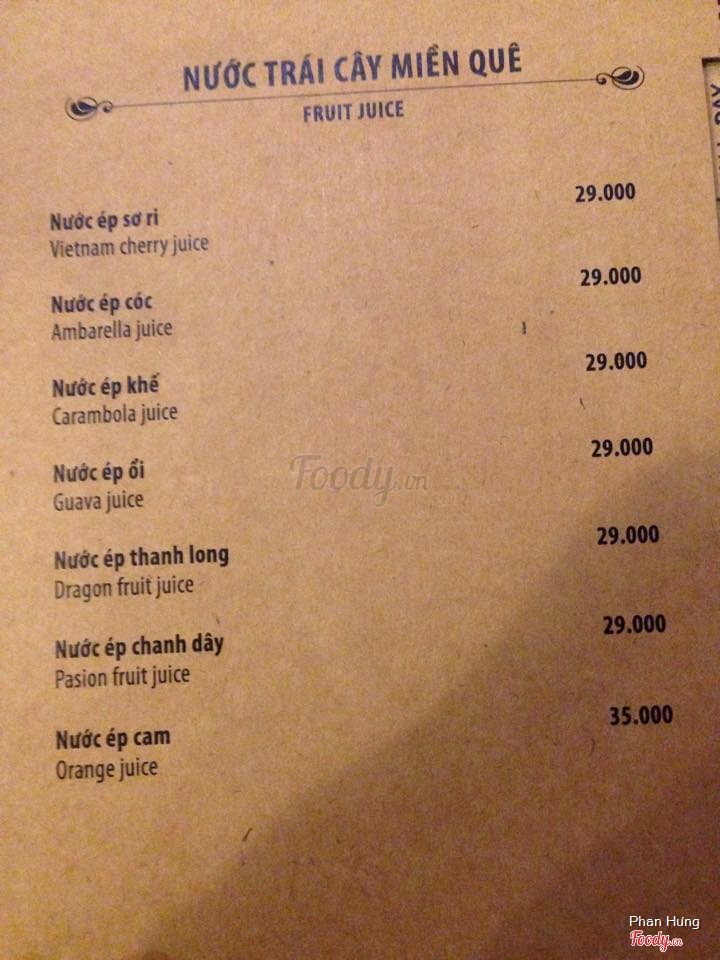 NƯỚC TRÁI CÂY MIỀN QUÊ
FRUIT JUICE
Nước ép sơ ri 29.000
Vietnam cherry juice
Nước ép cóc 29.000
Ambarella juice
Nước ép khế 29.000
Carambola juice
Nước ép ổi 29.000
Guava juice
Nước ép thanh long 29.000
Dragon fruit juice
Nước ép chanh dây 29.000
Pasion fruit juice
Nước ép cam 35.000
Orange juice
Foody.vn
Phan Hưng
Foody.vn